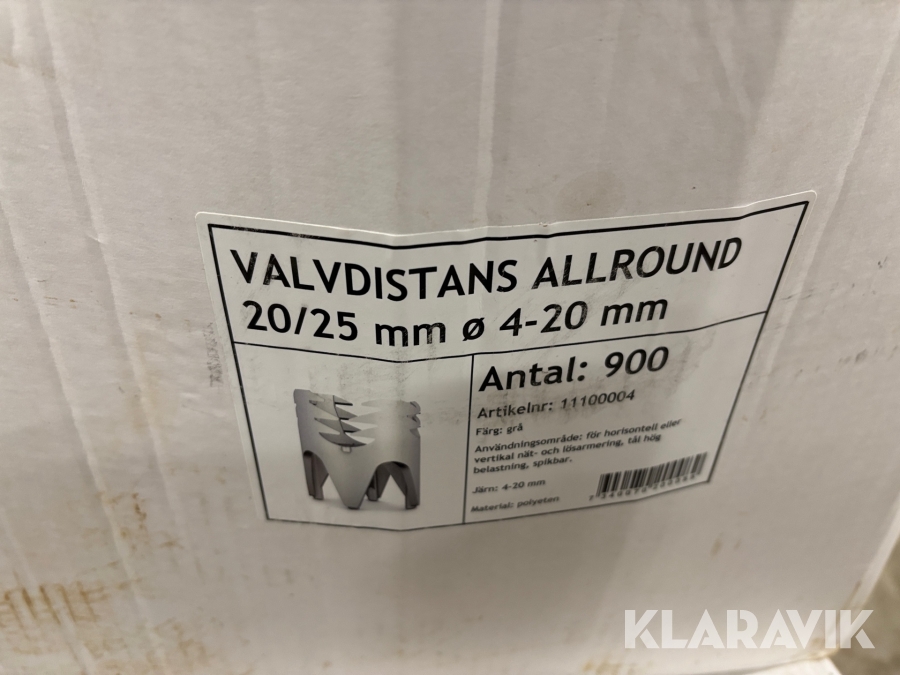 VALVDISTANS ALLROUND
20/25 mm ø 4-20 mm
Antal: 900
Artikelnr: 11100004
Färg: grå
Användningsområde: för horisontell eller
vertikal nät- och lösarmering, tål hög
belastning, spikbar.
Järn: 4-20 mm
Material: polyeten
KLARAVIK